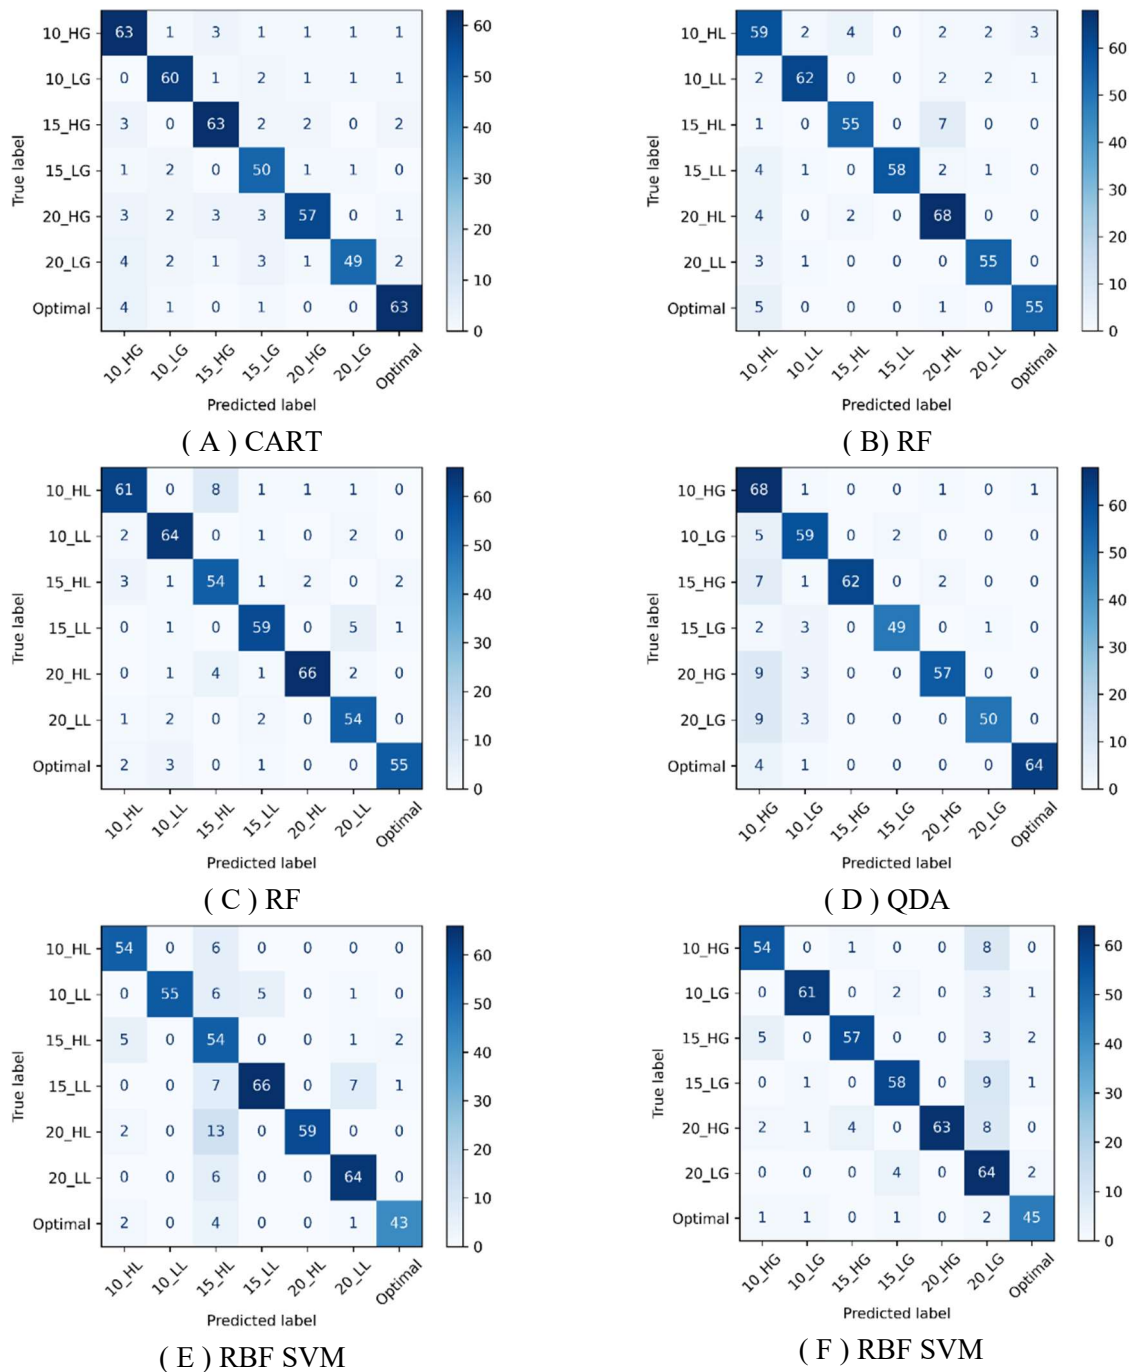 10_HG 63 1 3 1 1 1 1
10_LG 0 60 1 2 1 1 1
15_HG 3 0 63 2 2 0 2
15_LG 1 2 0 50 1 1 0
20_HG 3 2 3 3 57 0 1
20_LG 4 2 1 3 1 49 2
Optimal 4 1 0 1 0 0 63
True label
10_HG 10_LG 15_HG 15_LG 20_HG 20_LG Optimal
Predicted label
60
50
40
30
20
10
0
( A ) CART
10_HL 59 2 4 0 2 2 3
10_LL 2 62 0 0 2 2 1
15_HL 1 0 55 0 7 0 0
15_LL 4 1 0 58 2 1 0
20_HL 4 0 2 0 68 0 0
20_LL 3 1 0 0 0 55 0
Optimal 5 0 0 0 1 0 55
True label
10_HL 10_LL 15_HL 15_LL 20_HL 20_LL Optimal
Predicted label
60
50
40
30
20
10
0
( B) RF
10_HL 61 0 8 1 1 1 0
10_LL 2 64 0 1 0 2 0
15_HL 3 1 54 1 2 0 2
15_LL 0 1 0 59 0 5 1
20_HL 0 1 4 1 66 2 0
20_LL 1 2 0 2 0 54 0
Optimal 2 3 0 1 0 0 55
True label
10_HL 10_LL 15_HL 15_LL 20_HL 20_LL Optimal
Predicted label
60
50
40
30
20
10
0
( C ) RF
10_HG 68 1 0 0 1 0 1
10_LG 5 59 0 2 0 0 0
15_HG 7 1 62 0 2 0 0
15_LG 2 3 0 49 0 1 0
20_HG 9 3 0 0 57 0 0
20_LG 9 3 0 0 0 50 0
Optimal 4 1 0 0 0 0 64
True label
10_HG 10_LG 15_HG 15_LG 20_HG 20_LG Optimal
Predicted label
60
50
40
30
20
10
0
( D ) QDA
10_HL 54 0 6 0 0 0 0
10_LL 0 55 6 5 0 1 0
15_HL 5 0 54 0 0 1 2
15_LL 0 0 7 66 0 7 1
20_HL 2 0 13 0 59 0 0
20_LL 0 0 6 0 0 64 0
Optimal 2 0 4 0 0 1 43
True label
10_HL 10_LL 15_HL 15_LL 20_HL 20_LL Optimal
Predicted label
60
50
40
30
20
10
0
( E ) RBF SVM
10_HG 54 0 1 0 0 8 0
10_LG 0 61 0 2 0 3 1
15_HG 5 0 57 0 0 3 2
15_LG 0 1 0 58 0 9 1
20_HG 2 1 4 0 63 8 0
20_LG 0 0 0 4 0 64 2
Optimal 1 1 0 1 0 2 45
True label
10_HG 10_LG 15_HG 15_LG 20_HG 20_LG Optimal
Predicted label
60
50
40
30
20
10
0
( F ) RBF SVM